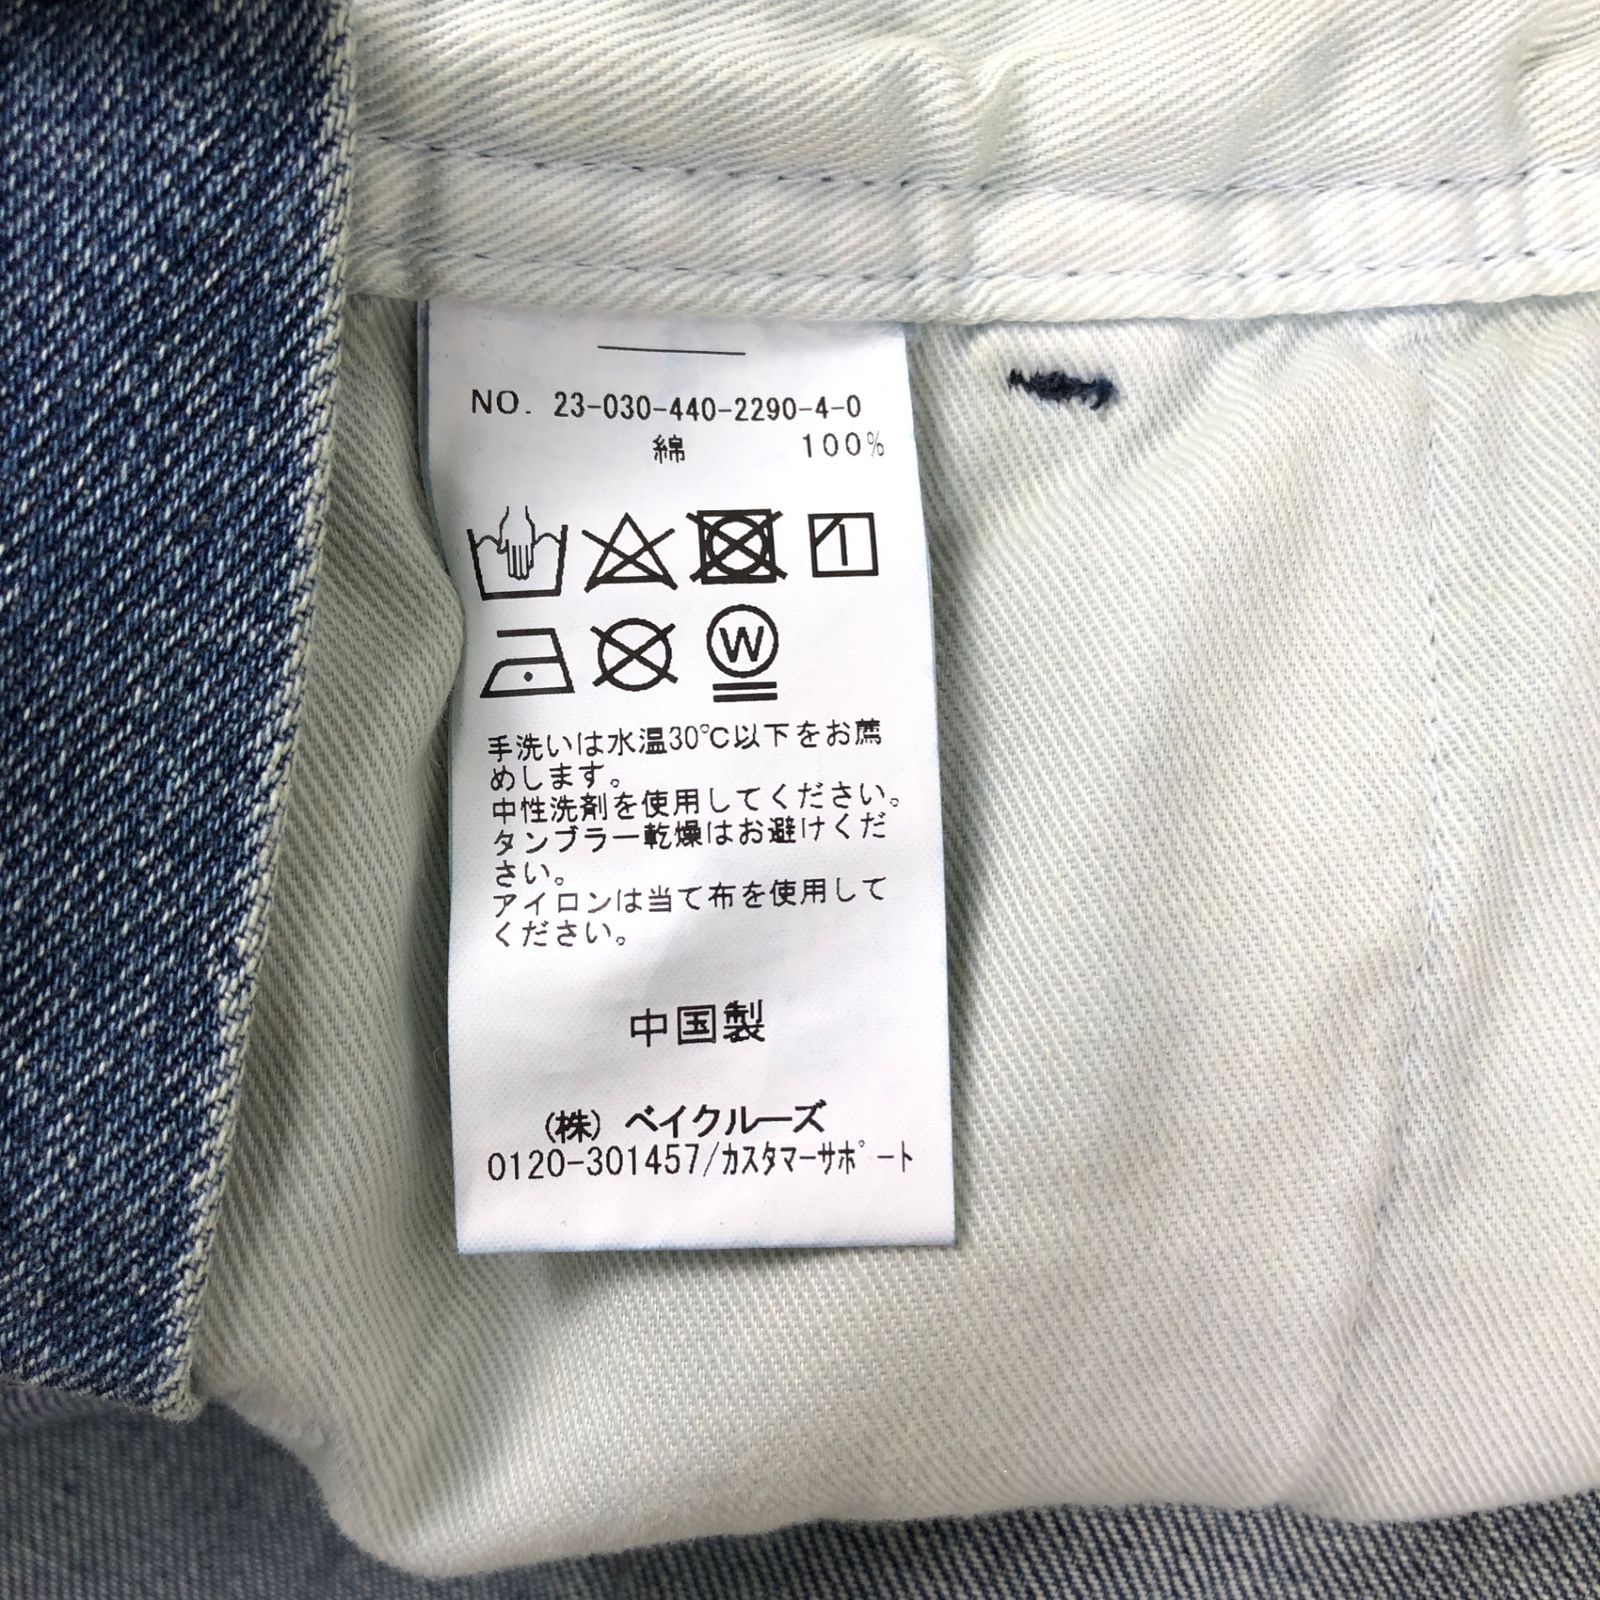 NO. 23-030-440-2290-4-0
綿 100%
W
手洗いは水温30℃以下をお薦
めします。
中性洗剤を使用してください。
タンブラー乾燥はお避けくだ
さい。
アイロンは当て布を使用して
ください。
中国製
(株) ベイクルーズ
0120-301457/カスタマーサポート